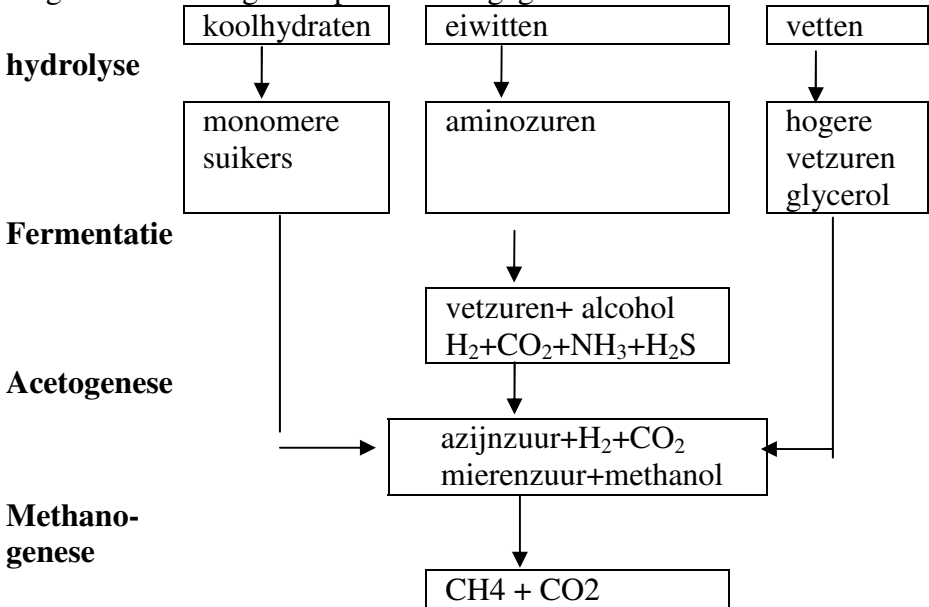 koolhydraten eiwitten vetten
hydrolyse
monomere aminozuren hogere
suikers vetzuren
glycerol
Fermentatie
vetzuren+ alcohol
H₂+CO₂+NH₃+H₂S
Acetogenese
azijnzuur+H₂+CO₂
mierenzuur+methanol
Methano-
genese
CH4 + CO2